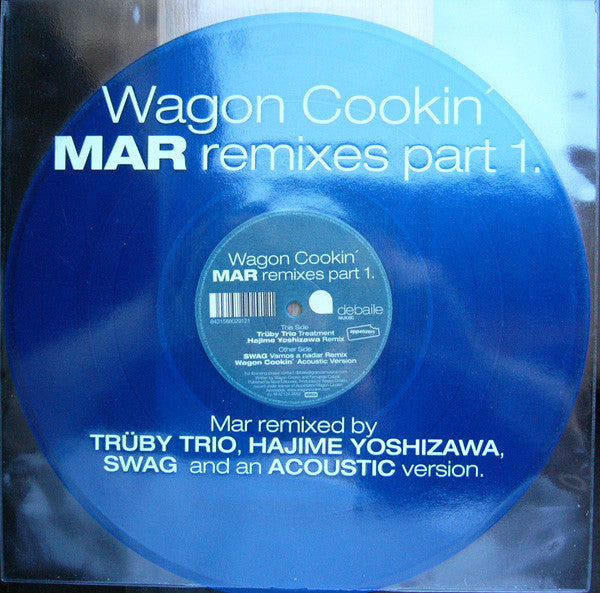 Wagon Cookin´
MAR remixes part 1.
Wagon Cookin´
MAR remixes part 1.
8421588029121
debaile
This Side
Trüby Trio Treatment
Hajime Yoshizawa Remix
appetizers
Other Side
SWAG Vamos a nadar Remix
Wagon Cookin´ Acoustic Version
Mar remixed by
TRÜBY TRIO, HAJIME YOSHIZAWA,
SWAG and an ACOUSTIC version.